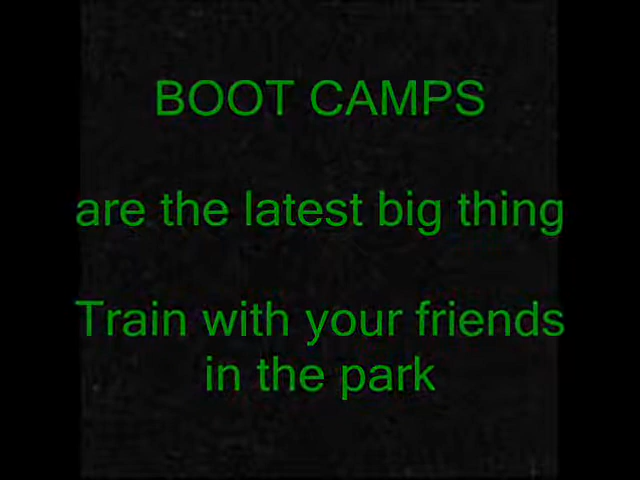 BOOT CAMPS
are the latest big thing
Train with your friends
in the park